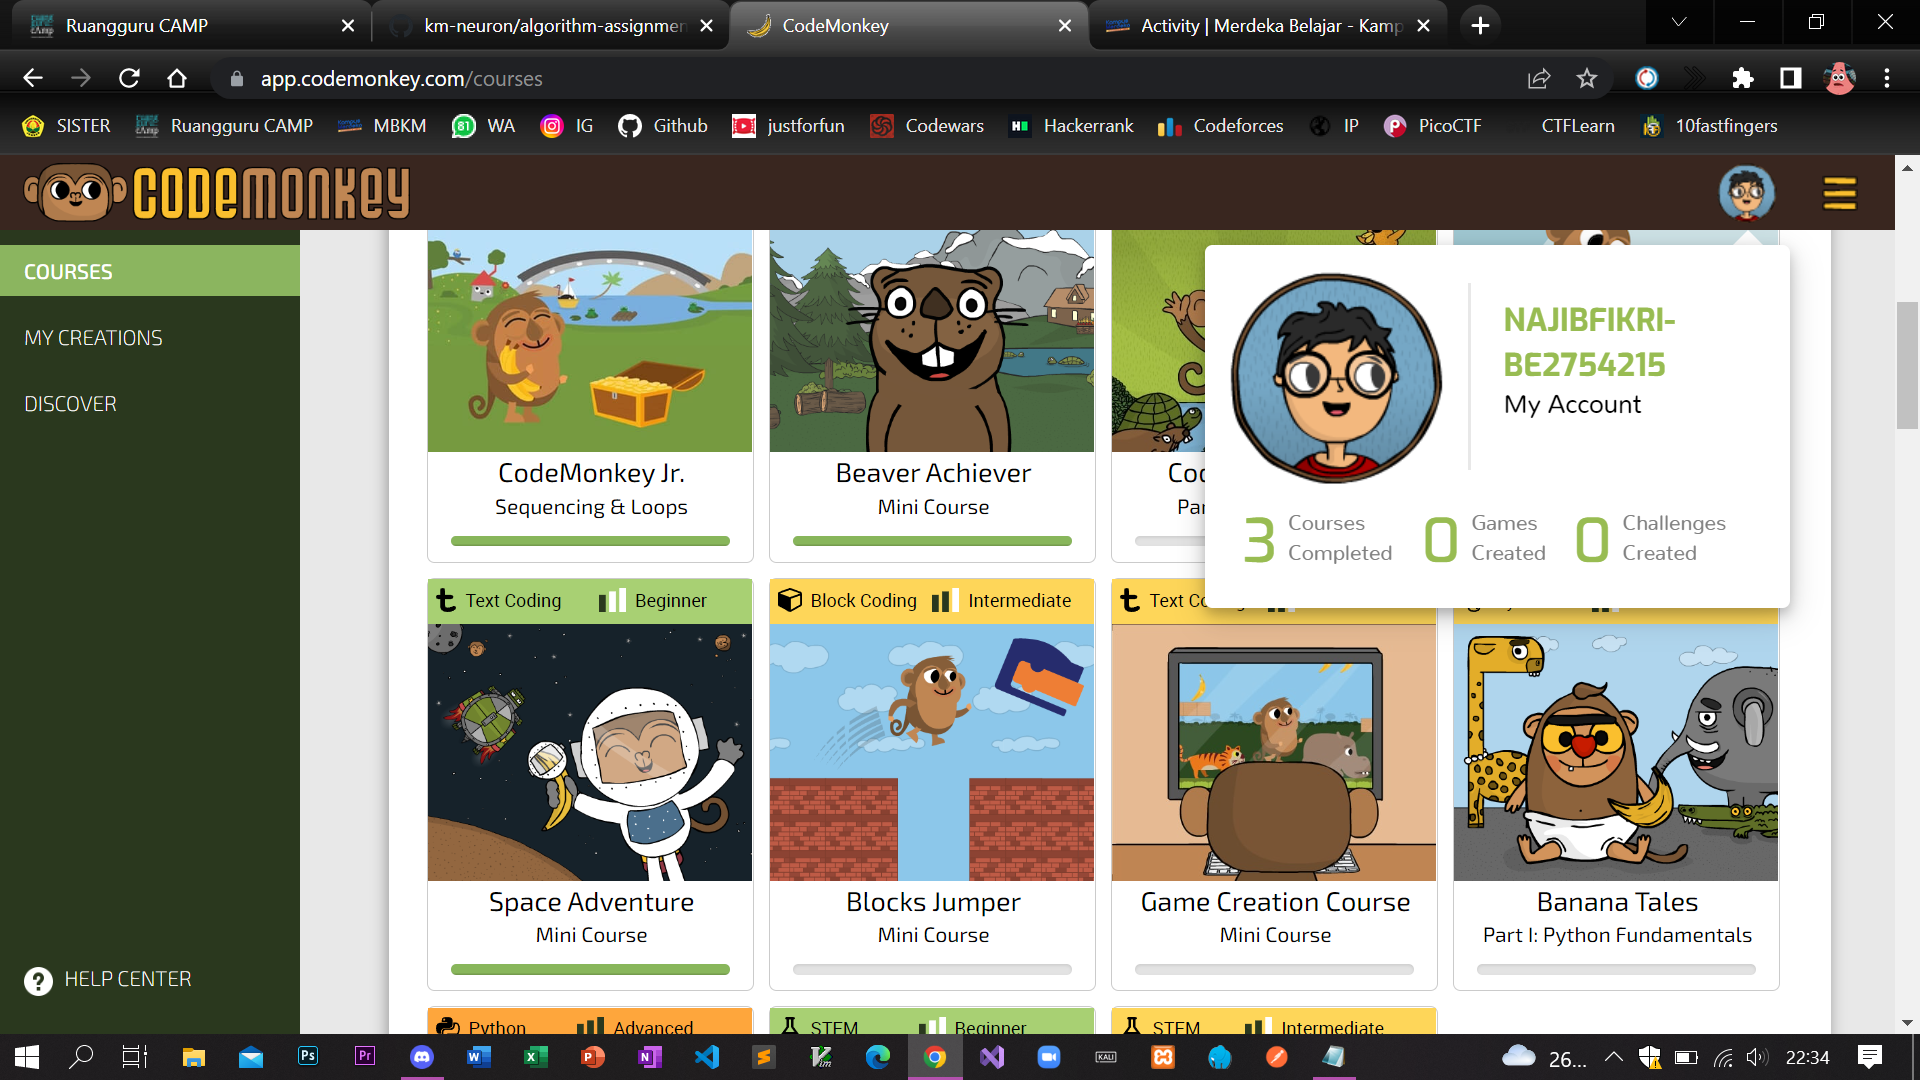 Ruangguru CAMP
km-neuron/algorithm-assignmen
CodeMonkey
Activity | Merdeka Belajar - Kamp
app.codemonkey.com/courses
SISTER
Ruangguru CAMP
MBKM
81
WA
IG
Github
justforfun
Codewars
Hackerrank
Codeforces
IP
PicoCTF
CTFLearn
10fastfingers
CODEMONKEY
COURSES
MY CREATIONS
DISCOVER
HELP CENTER
NAJIBFIKRI-
BE2754215
My Account
3 Courses Completed
0 Games Created
0 Challenges Created
CodeMonkey Jr.
Sequencing & Loops
Beaver Achiever
Mini Course
Text Coding
Beginner
Block Coding
Intermediate
Space Adventure
Mini Course
Blocks Jumper
Mini Course
Game Creation Course
Mini Course
Banana Tales
Part I: Python Fundamentals
Python
Advanced
STEM
Beginner
STEM
Intermediate
26...
22:34